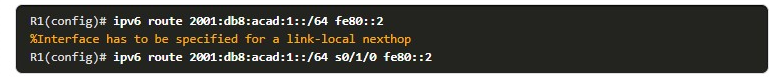 R1(config)# ipv6 route 2001:db8:acad:1::/64 fe80::2
%Interface has to be specified for a link-local nexthop
R1(config)# ipv6 route 2001:db8:acad:1::/64 s0/1/0 fe80::2